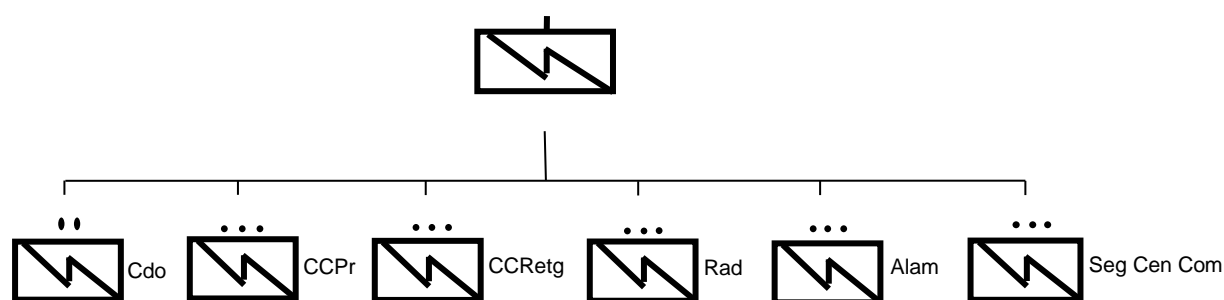 Cdo
CCPr
CCRetg
Rad
Alam
Seg Cen Com